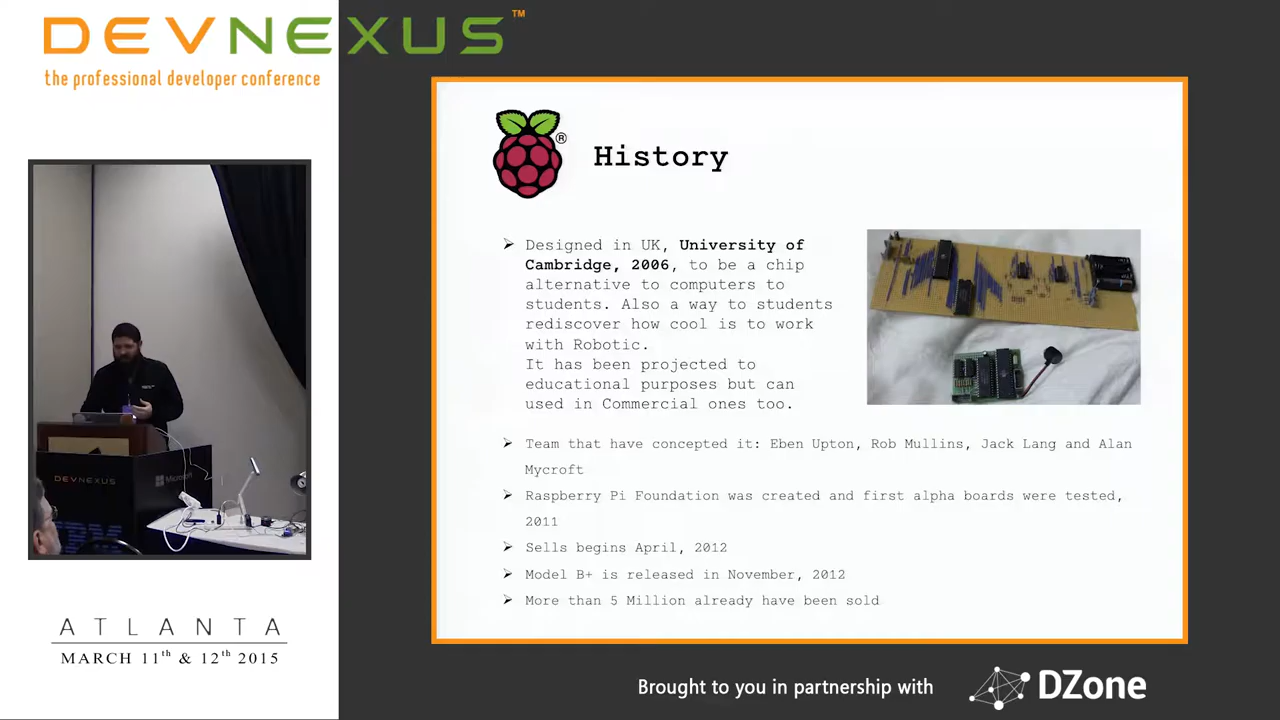 DEVNEXUS™
the professional developer conference
®
History
➢ Designed in UK, University of
Cambridge, 2006, to be a chip
alternative to computers to
students. Also a way to students
rediscover how cool is to work
with Robotic.
It has been projected to
educational purposes but can
used in Commercial ones too.
➢ Team that have concepted it: Eben Upton, Rob Mullins, Jack Lang and Alan
Mycroft
➢ Raspberry Pi Foundation was created and first alpha boards were tested,
2011
➢ Sells begins April, 2012
➢ Model B+ is released in November, 2012
➢ More than 5 Million already have been sold
DEVNEXUS
Microsoft
IBM
ATLANTA
MARCH 11th & 12th 2015
Brought to you in partnership with
DZone